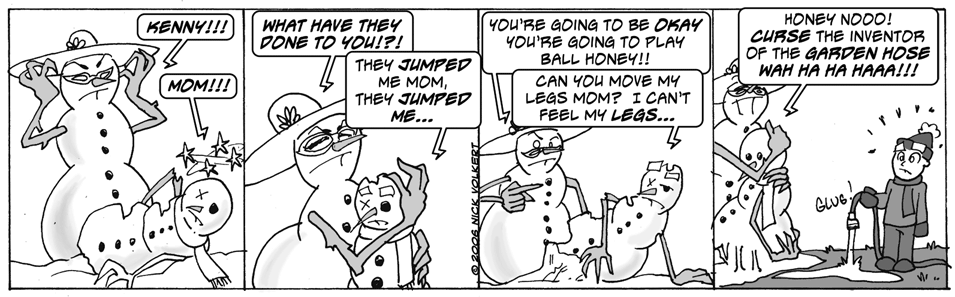 KENNY!!!
MOM!!!
WHAT HAVE THEY
DONE TO YOU!?!
THEY JUMPED
ME MOM,
THEY JUMPED
ME...
YOU'RE GOING TO BE OKAY
YOU'RE GOING TO PLAY
BALL HONEY!!
CAN YOU MOVE MY
LEGS MOM? I CAN'T
FEEL MY LEGS...
© 2006 NICK VOLKERT
HONEY NOOO!
CURSE THE INVENTOR
OF THE GARDEN HOSE
WAH HA HA HAAA!!!
GLUG!